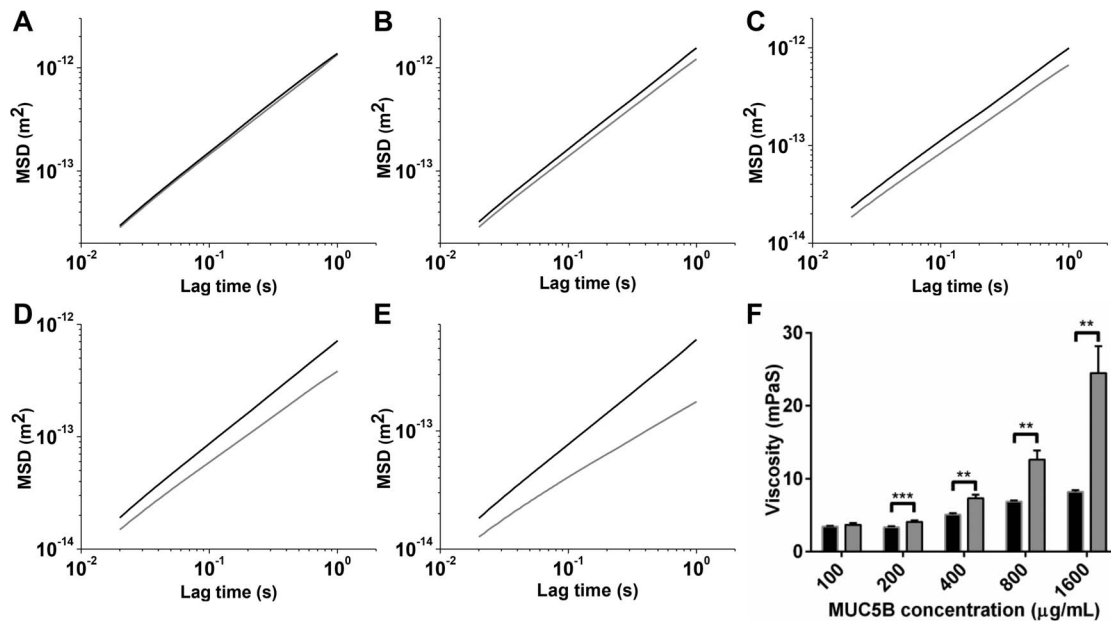 A
MSD (m²)
10⁻¹²
10⁻¹³
10⁻²
10⁻¹
10⁰
Lag time (s)
B
MSD (m²)
10⁻¹²
10⁻¹³
10⁻²
10⁻¹
10⁰
Lag time (s)
C
MSD (m²)
10⁻¹²
10⁻¹³
10⁻¹⁴
10⁻²
10⁻¹
10⁰
Lag time (s)
D
MSD (m²)
10⁻¹²
10⁻¹³
10⁻¹⁴
10⁻²
10⁻¹
10⁰
Lag time (s)
E
MSD (m²)
10⁻¹³
10⁻¹⁴
10⁻²
10⁻¹
10⁰
Lag time (s)
F
Viscosity (mPaS)
30
20
10
0
***
**
**
**
100
200
400
800
1600
MUC5B concentration (µg/mL)